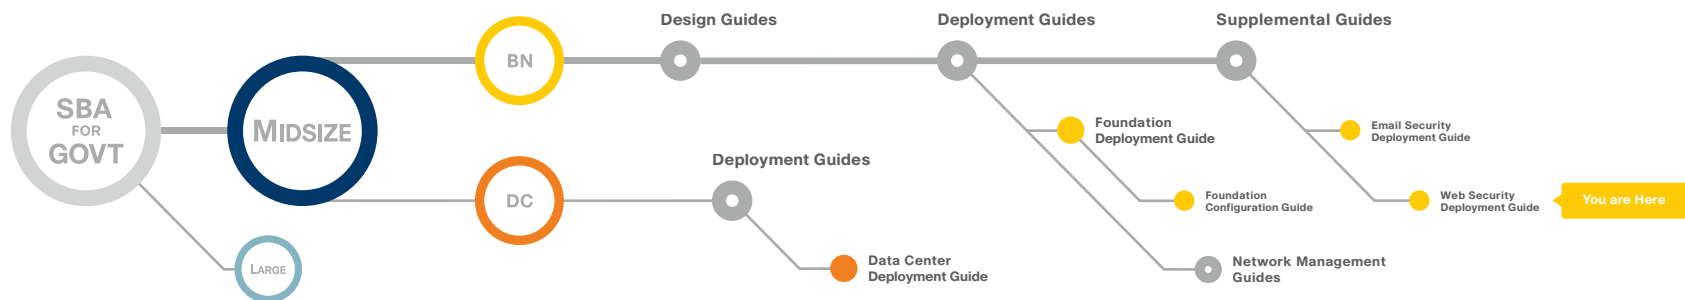 Design Guides
Deployment Guides
Supplemental Guides
BN
SBA
FOR
GOVT
MIDSIZE
Foundation
Deployment Guide
Email Security
Deployment Guide
Deployment Guides
DC
Foundation
Configuration Guide
Web Security
Deployment Guide
You are Here
LARGE
Data Center
Deployment Guide
Network Management
Guides